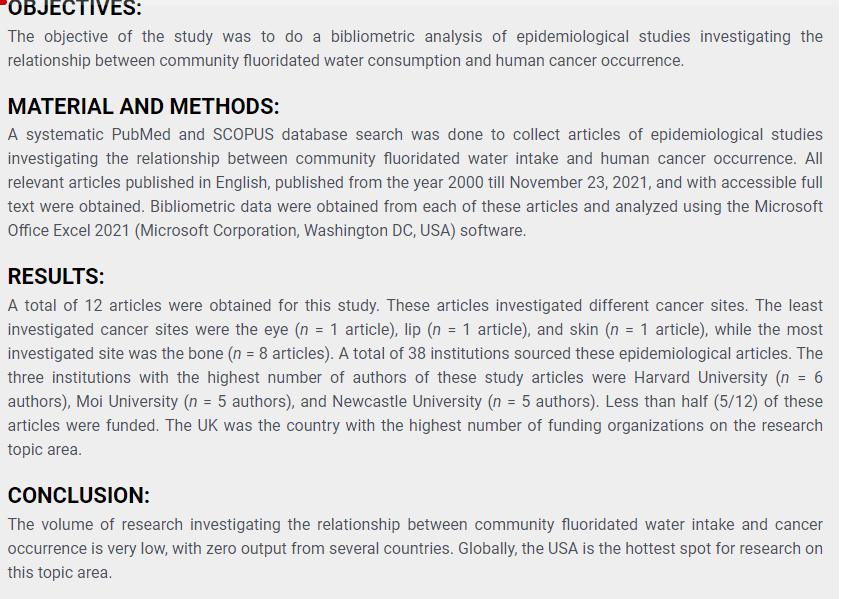 OBJECTIVES:
The objective of the study was to do a bibliometric analysis of epidemiological studies investigating the
relationship between community fluoridated water consumption and human cancer occurrence.
MATERIAL AND METHODS:
A systematic PubMed and SCOPUS database search was done to collect articles of epidemiological studies
investigating the relationship between community fluoridated water intake and human cancer occurrence. All
relevant articles published in English, published from the year 2000 till November 23, 2021, and with accessible full
text were obtained. Bibliometric data were obtained from each of these articles and analyzed using the Microsoft
Office Excel 2021 (Microsoft Corporation, Washington DC, USA) software.
RESULTS:
A total of 12 articles were obtained for this study. These articles investigated different cancer sites. The least
investigated cancer sites were the eye (n = 1 article), lip (n = 1 article), and skin (n = 1 article), while the most
investigated site was the bone (n = 8 articles). A total of 38 institutions sourced these epidemiological articles. The
three institutions with the highest number of authors of these study articles were Harvard University (n = 6
authors), Moi University (n = 5 authors), and Newcastle University (n = 5 authors). Less than half (5/12) of these
articles were funded. The UK was the country with the highest number of funding organizations on the research
topic area.
CONCLUSION:
The volume of research investigating the relationship between community fluoridated water intake and cancer
occurrence is very low, with zero output from several countries. Globally, the USA is the hottest spot for research on
this topic area.